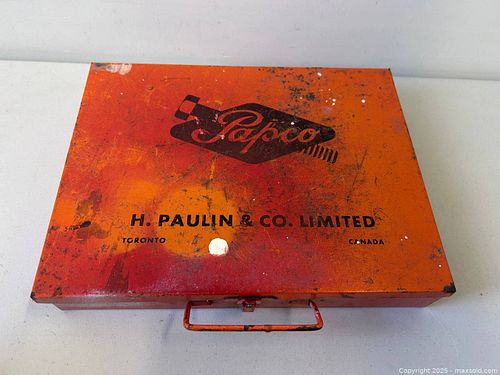 Papco
H. PAULIN & CO. LIMITED
TORONTO CANADA
Copyright 2025 - maxsold.com